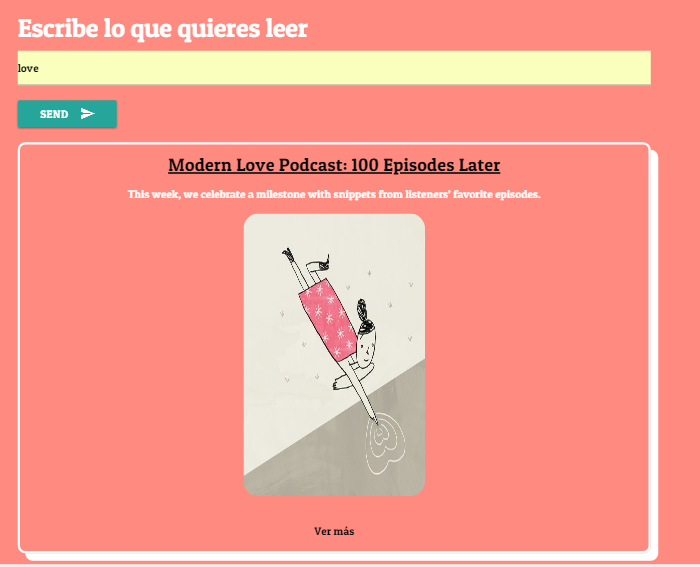 Escribe lo que quieres leer
love
SEND
Modern Love Podcast: 100 Episodes Later
This week, we celebrate a milestone with snippets from listeners’ favorite episodes.
Ver más